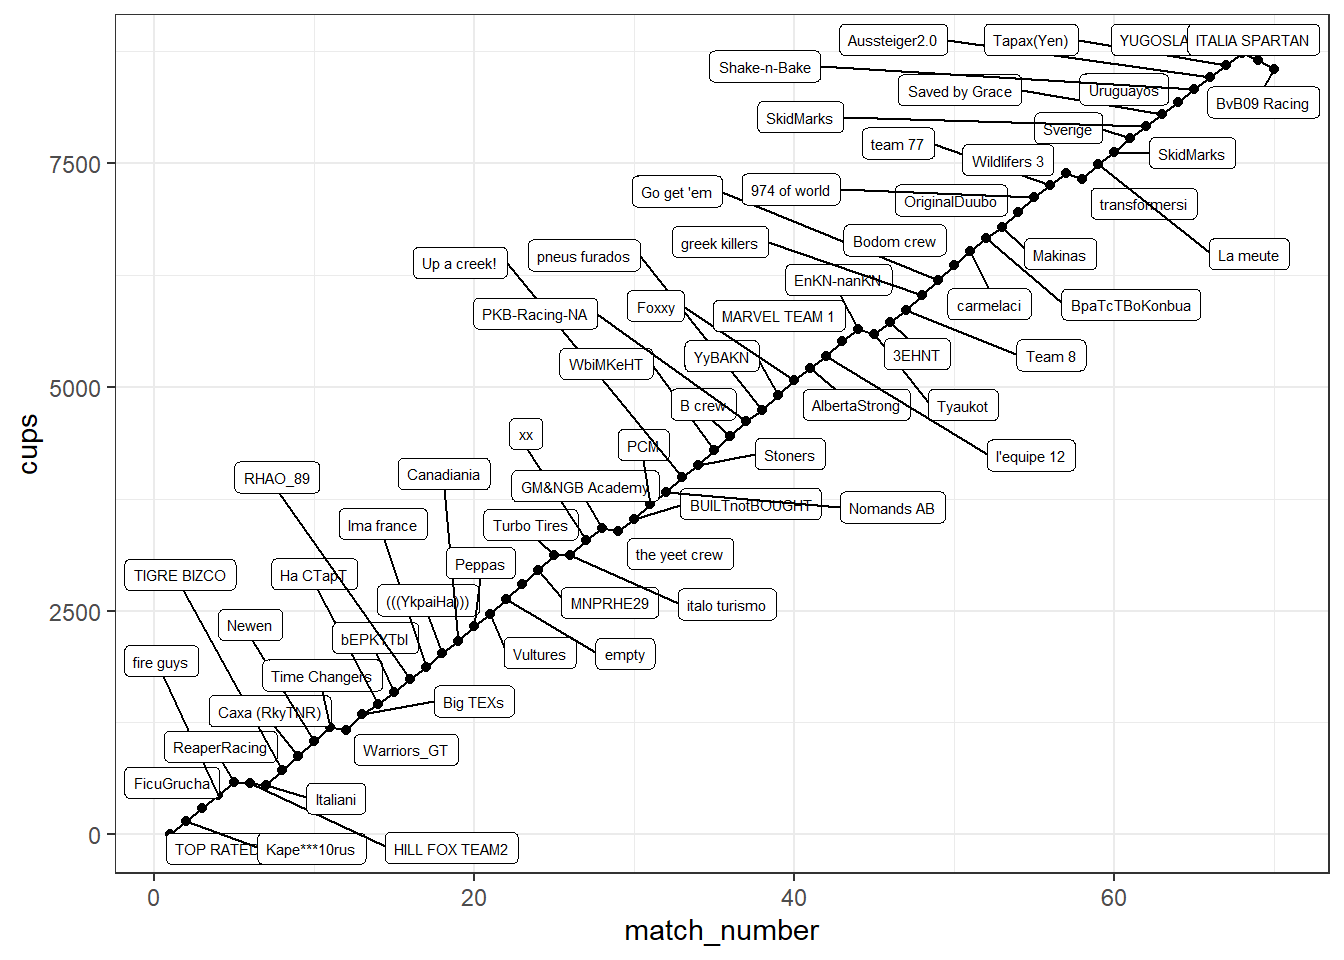 Aussteiger2.0
Tapax(Yen)
YUGOSLA
ITALIA SPARTAN
Shake-n-Bake
Saved by Grace
Uruguayos
BvB09 Racing
SkidMarks
Sverige
team 77
Wildlifers 3
SkidMarks
7500
Go get 'em
974 of world
OriginalDuubo
transformersi
greek killers
Bodom crew
Makinas
La meute
Up a creek!
pneus furados
EnKN-nanKN
carmelaci
BpaTcTBoKonbua
PKB-Racing-NA
Foxxy
MARVEL TEAM 1
WbiMKeHT
YyBAKN
3EHNT
Team 8
5000
B crew
AlbertaStrong
Tyaukot
cups
xx
PCM
Stoners
l'equipe 12
RHAO_89
Canadiania
GM&NGB Academy
BUILTnotBOUGHT
Nomands AB
Ima france
Turbo Tires
the yeet crew
TIGRE BIZCO
Ha CTapT
Peppas
(((YkpaiHa)))
MNPRHE29
italo turismo
2500
Newen
bEPKYTbI
Vultures
empty
fire guys
Time Changers
Caxa (RkyTNR)
Big TEXs
ReaperRacing
Warriors_GT
FicuGrucha
Italiani
0
TOP RATED
Kape***10rus
HILL FOX TEAM2
0
20
40
60
match_number